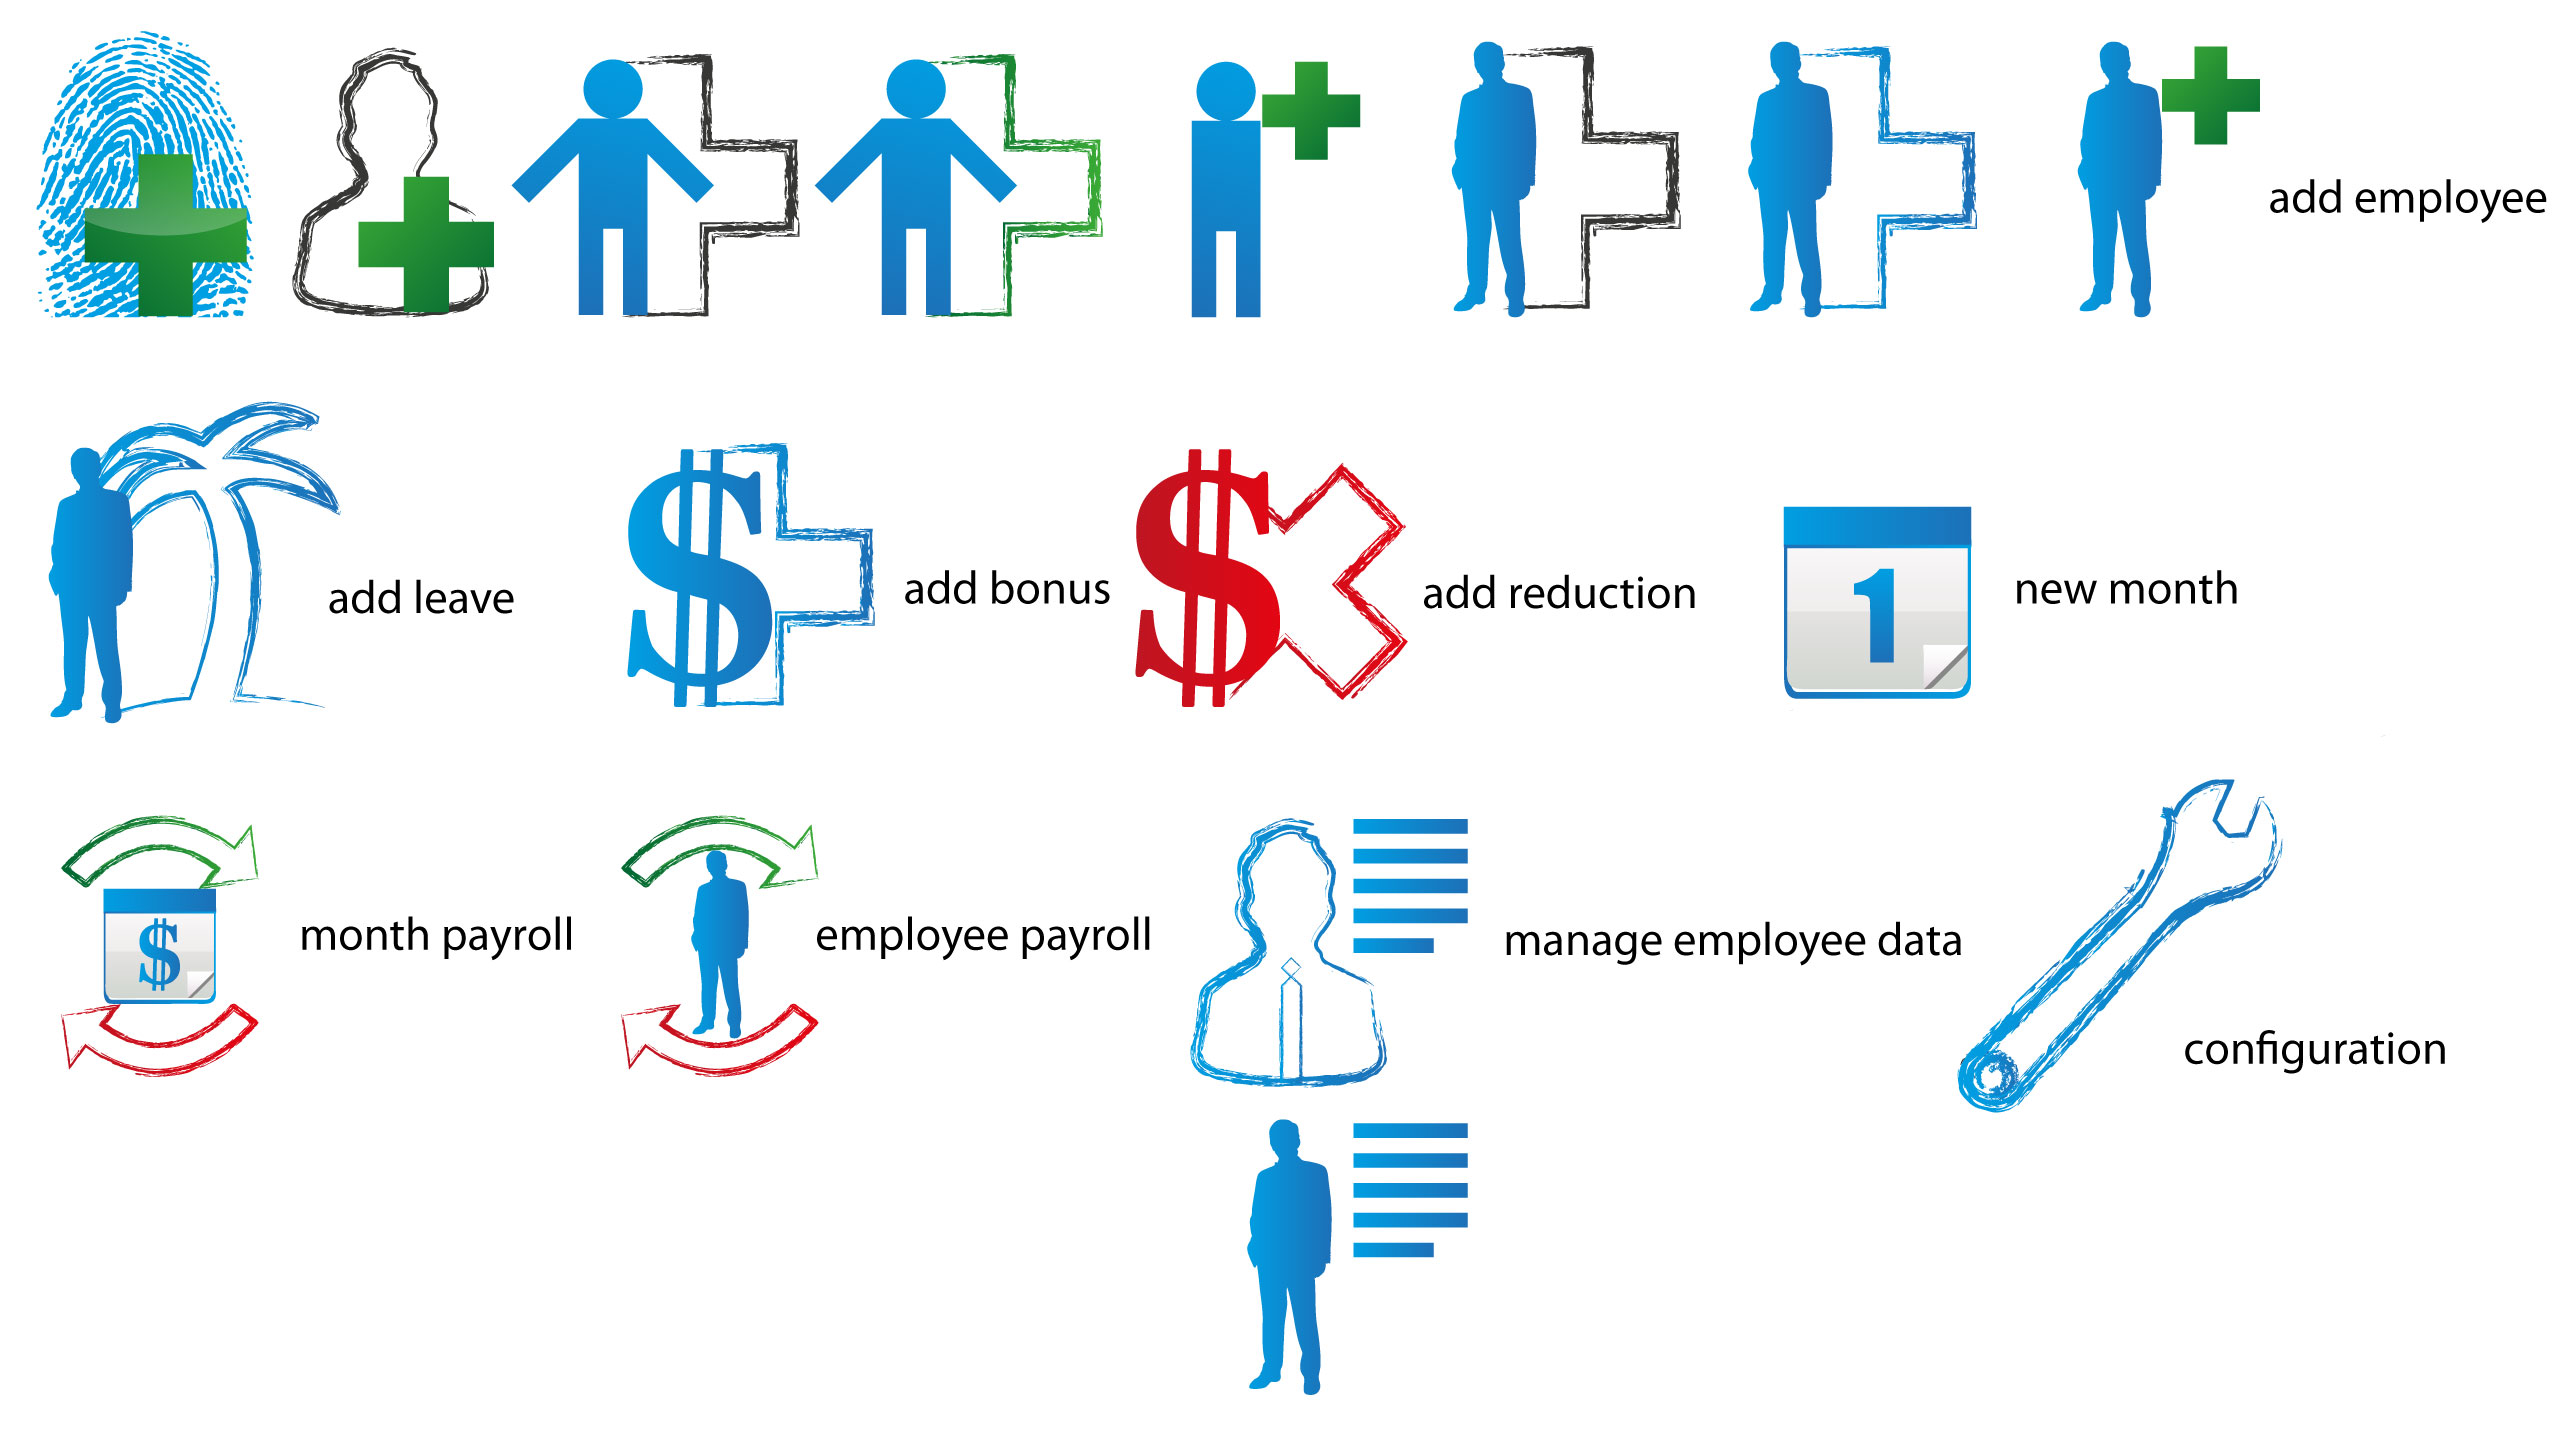 add employee
add leave
$
add bonus
$
add reduction
1
new month
$
month payroll
employee payroll
manage employee data
configuration